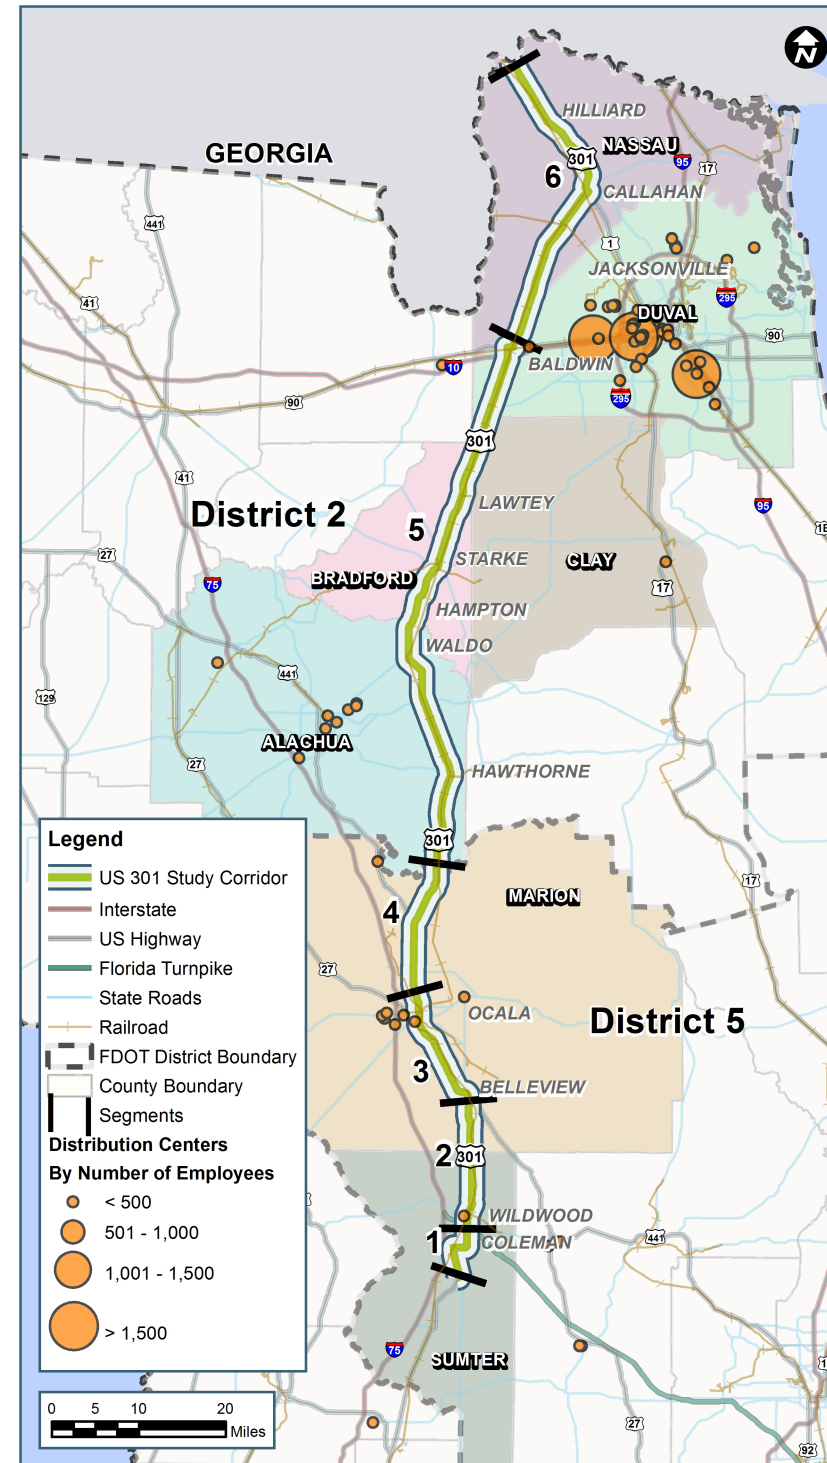 N
HILLIARD
GEORGIA
301
NASSAU
95
17
6
CALLAHAN
441
1
JACKSONVILLE
41
295
DUVAL
90
BALDWIN
10
90
295
301
41
LAWTEY
95
District 2
5
27
STARKE
CLAY
BRADFORD
75
17
HAMPTON
WALDO
441
129
ALACHUA
27
HAWTHORNE
301
Legend
US 301 Study Corridor
Interstate
US Highway
Florida Turnpike
State Roads
Railroad
FDOT District Boundary
County Boundary
Segments
Distribution Centers
By Number of Employees
< 500
501 - 1,000
1,001 - 1,500
> 1,500
17
MARION
4
27
OCALA
District 5
3
BELLEVIEW
2
301
WILDWOOD
1
COLEMAN
441
75
SUMTER
27
92
0 5 10 20
Miles